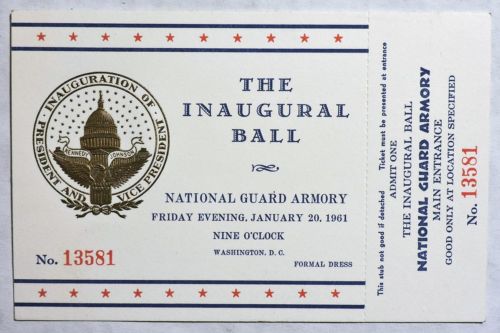 INAUGURATION OF
PRESIDENT AND VICE PRESIDENT
KENNEDY JOHNSON
THE
INAUGURAL
BALL
NATIONAL GUARD ARMORY
FRIDAY EVENING, JANUARY 20, 1961
NINE O'CLOCK
WASHINGTON, D. C.
FORMAL DRESS
No. 13581
This stub not good if detached Ticket must be presented at entrance
ADMIT ONE
THE INAUGURAL BALL
NATIONAL GUARD ARMORY
MAIN ENTRANCE
GOOD ONLY AT LOCATION SPECIFIED
No. 13581